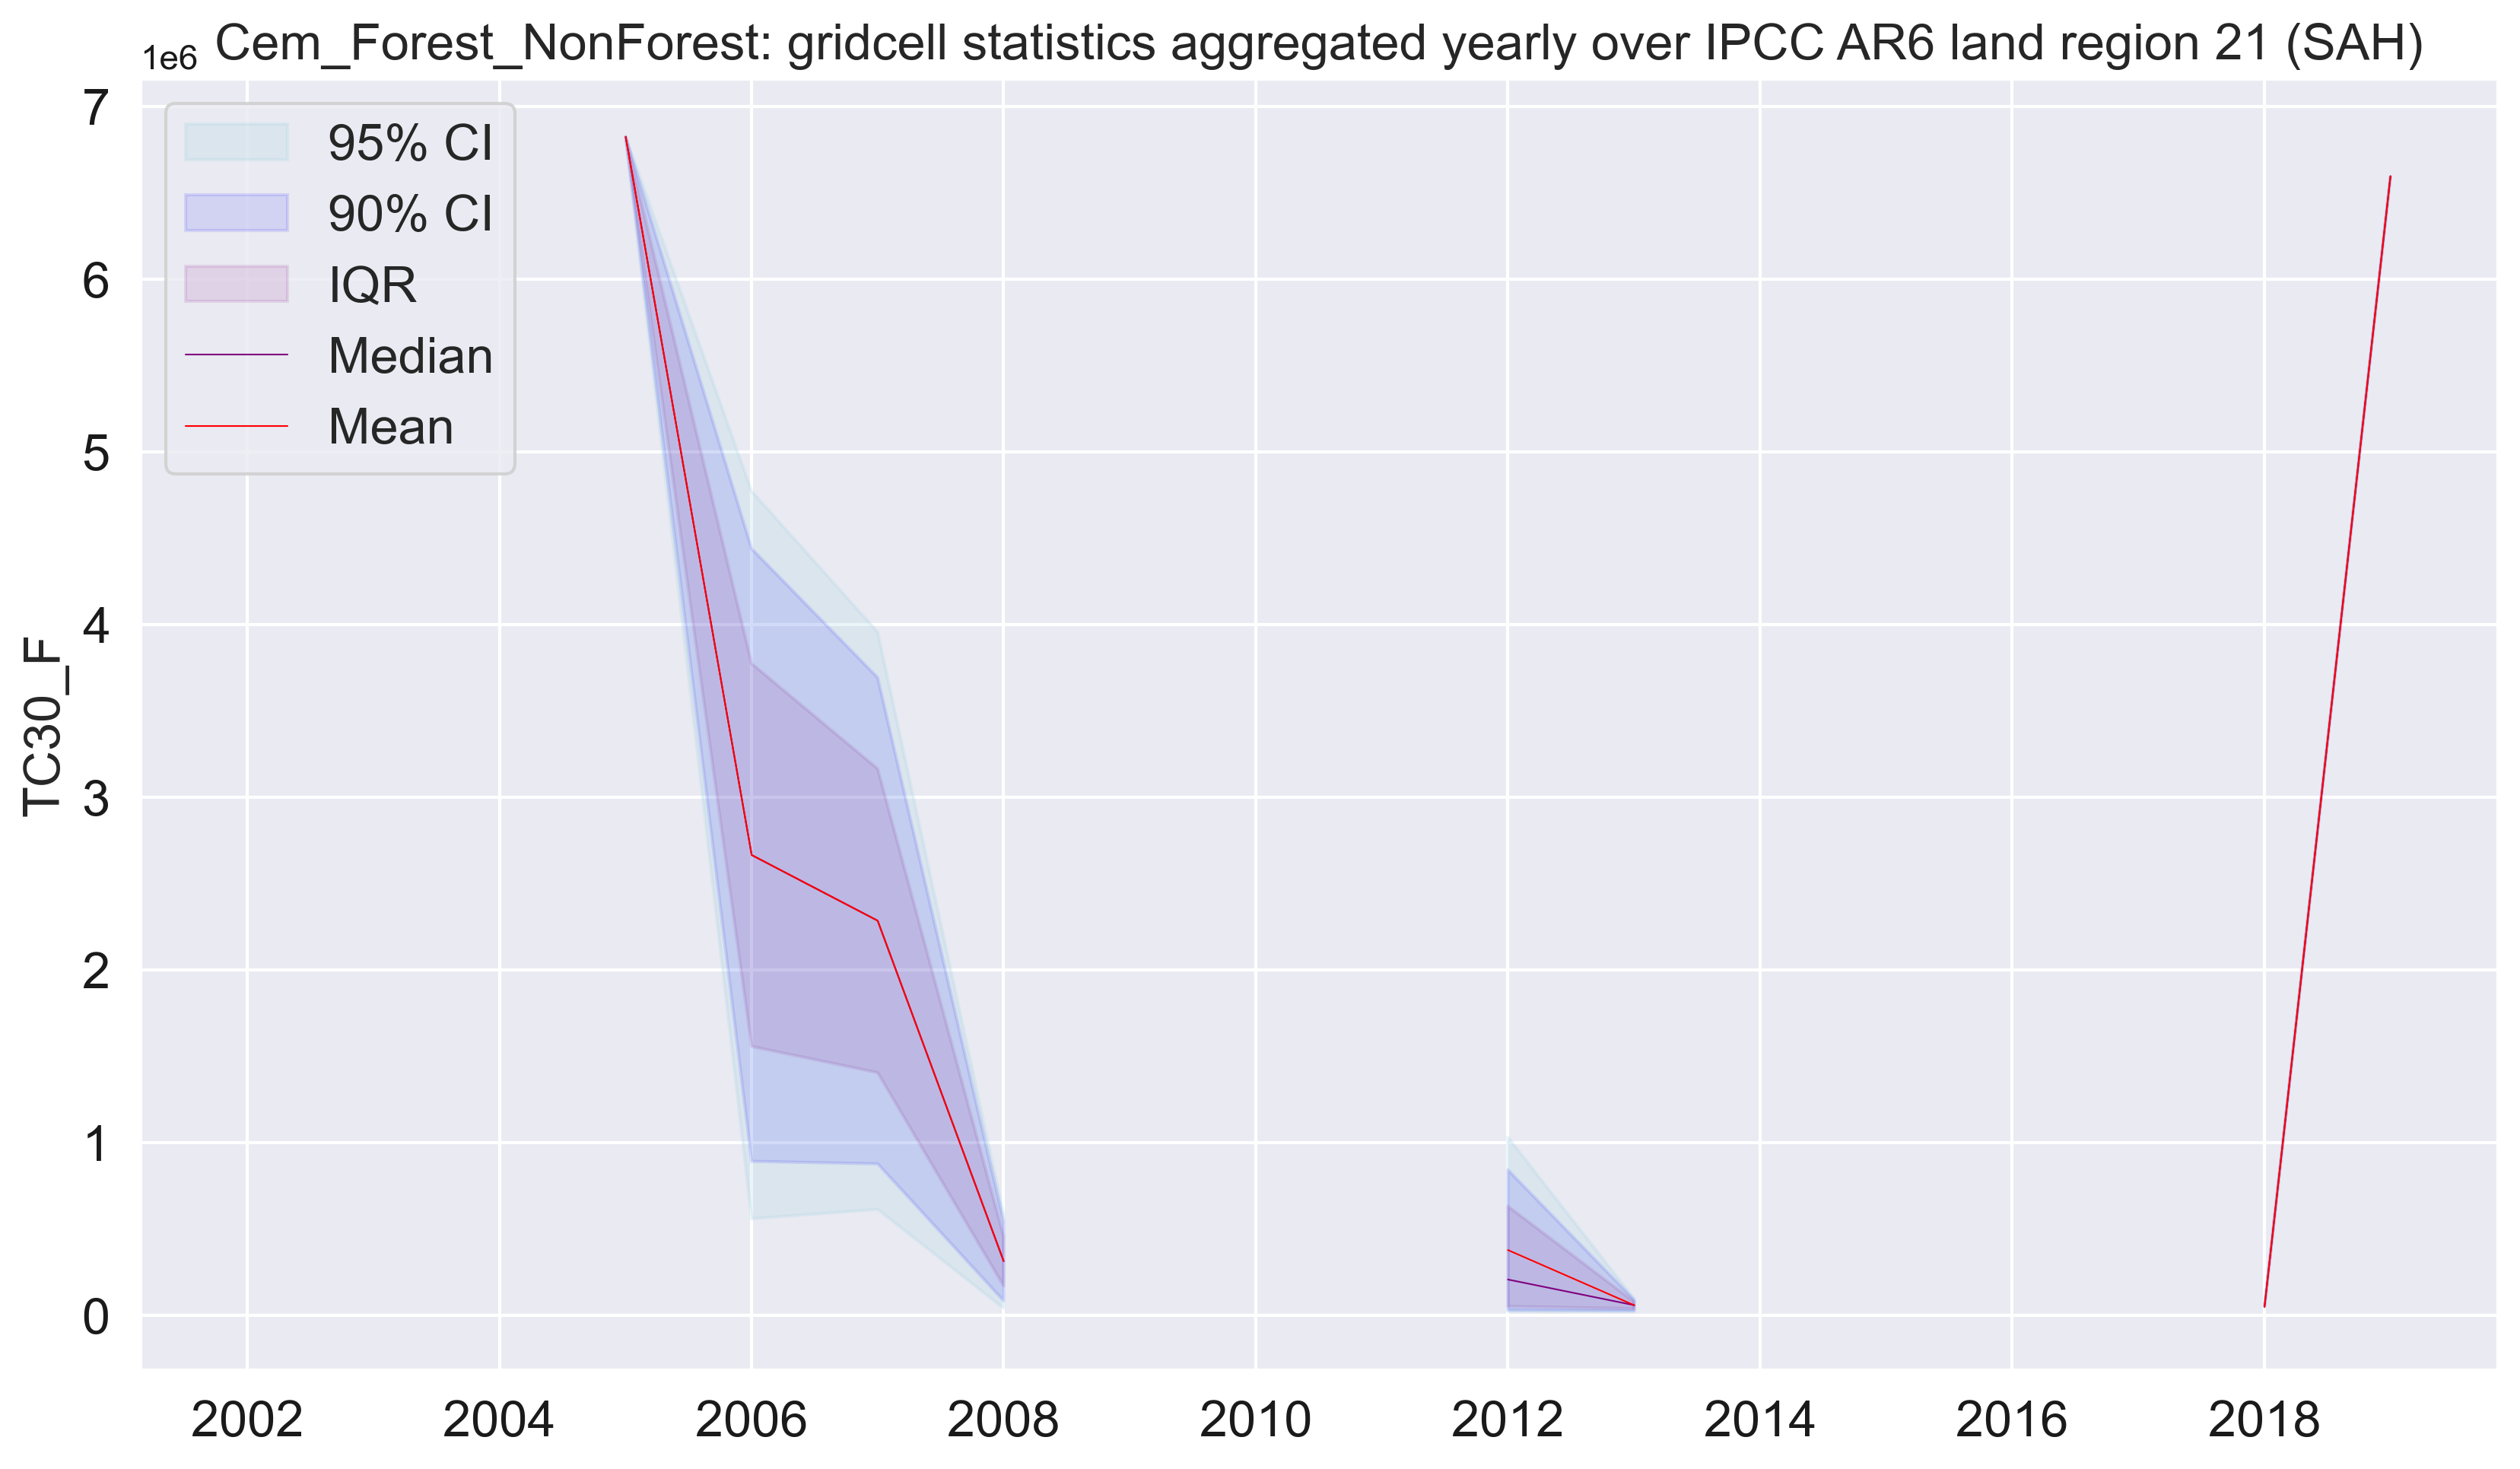 Cem_Forest_NonForest: gridcell statistics aggregated yearly over IPCC AR6 land region 21 (SAH)
1e6
7
6
5
4
3
2
1
0
TC30_F
95% CI
90% CI
IQR
Median
Mean
2002 2004 2006 2008 2010 2012 2014 2016 2018